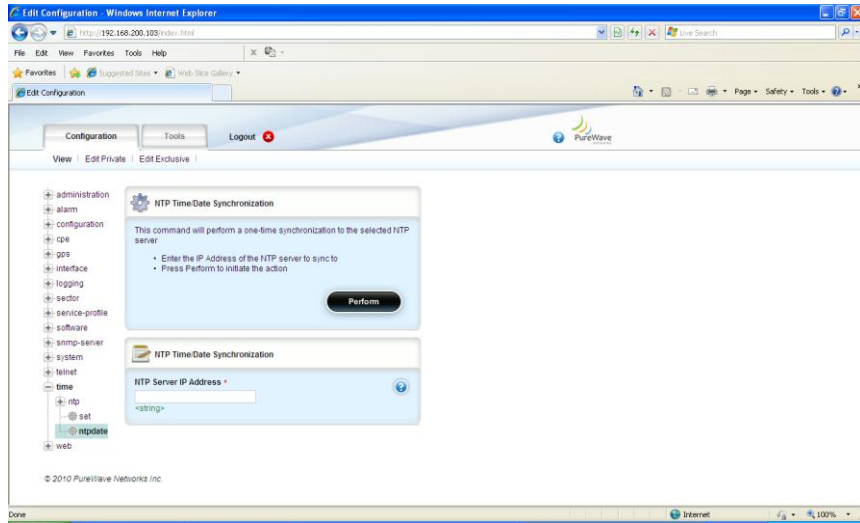 Edit Configuration - Windows Internet Explorer
http://192.168.200.103/index.html
Live Search
File Edit View Favorites Tools Help
Favorites Suggested Sites Web Slice Gallery
Edit Configuration
Page Safety Tools
Configuration Tools Logout
PureWave
View Edit Private Edit Exclusive
administration
alarm
configuration
cpe
gps
interface
logging
sector
service-profile
software
snmp-server
system
telnet
time
ntp
set
ntpdate
web
NTP Time/Date Synchronization
This command will perform a one-time synchronization to the selected NTP
server
• Enter the IP Address of the NTP server to sync to
• Press Perform to initiate the action
Perform
NTP Time/Date Synchronization
NTP Server IP Address *
<string>
© 2010 PureWave Networks Inc.
Done
Internet
100%